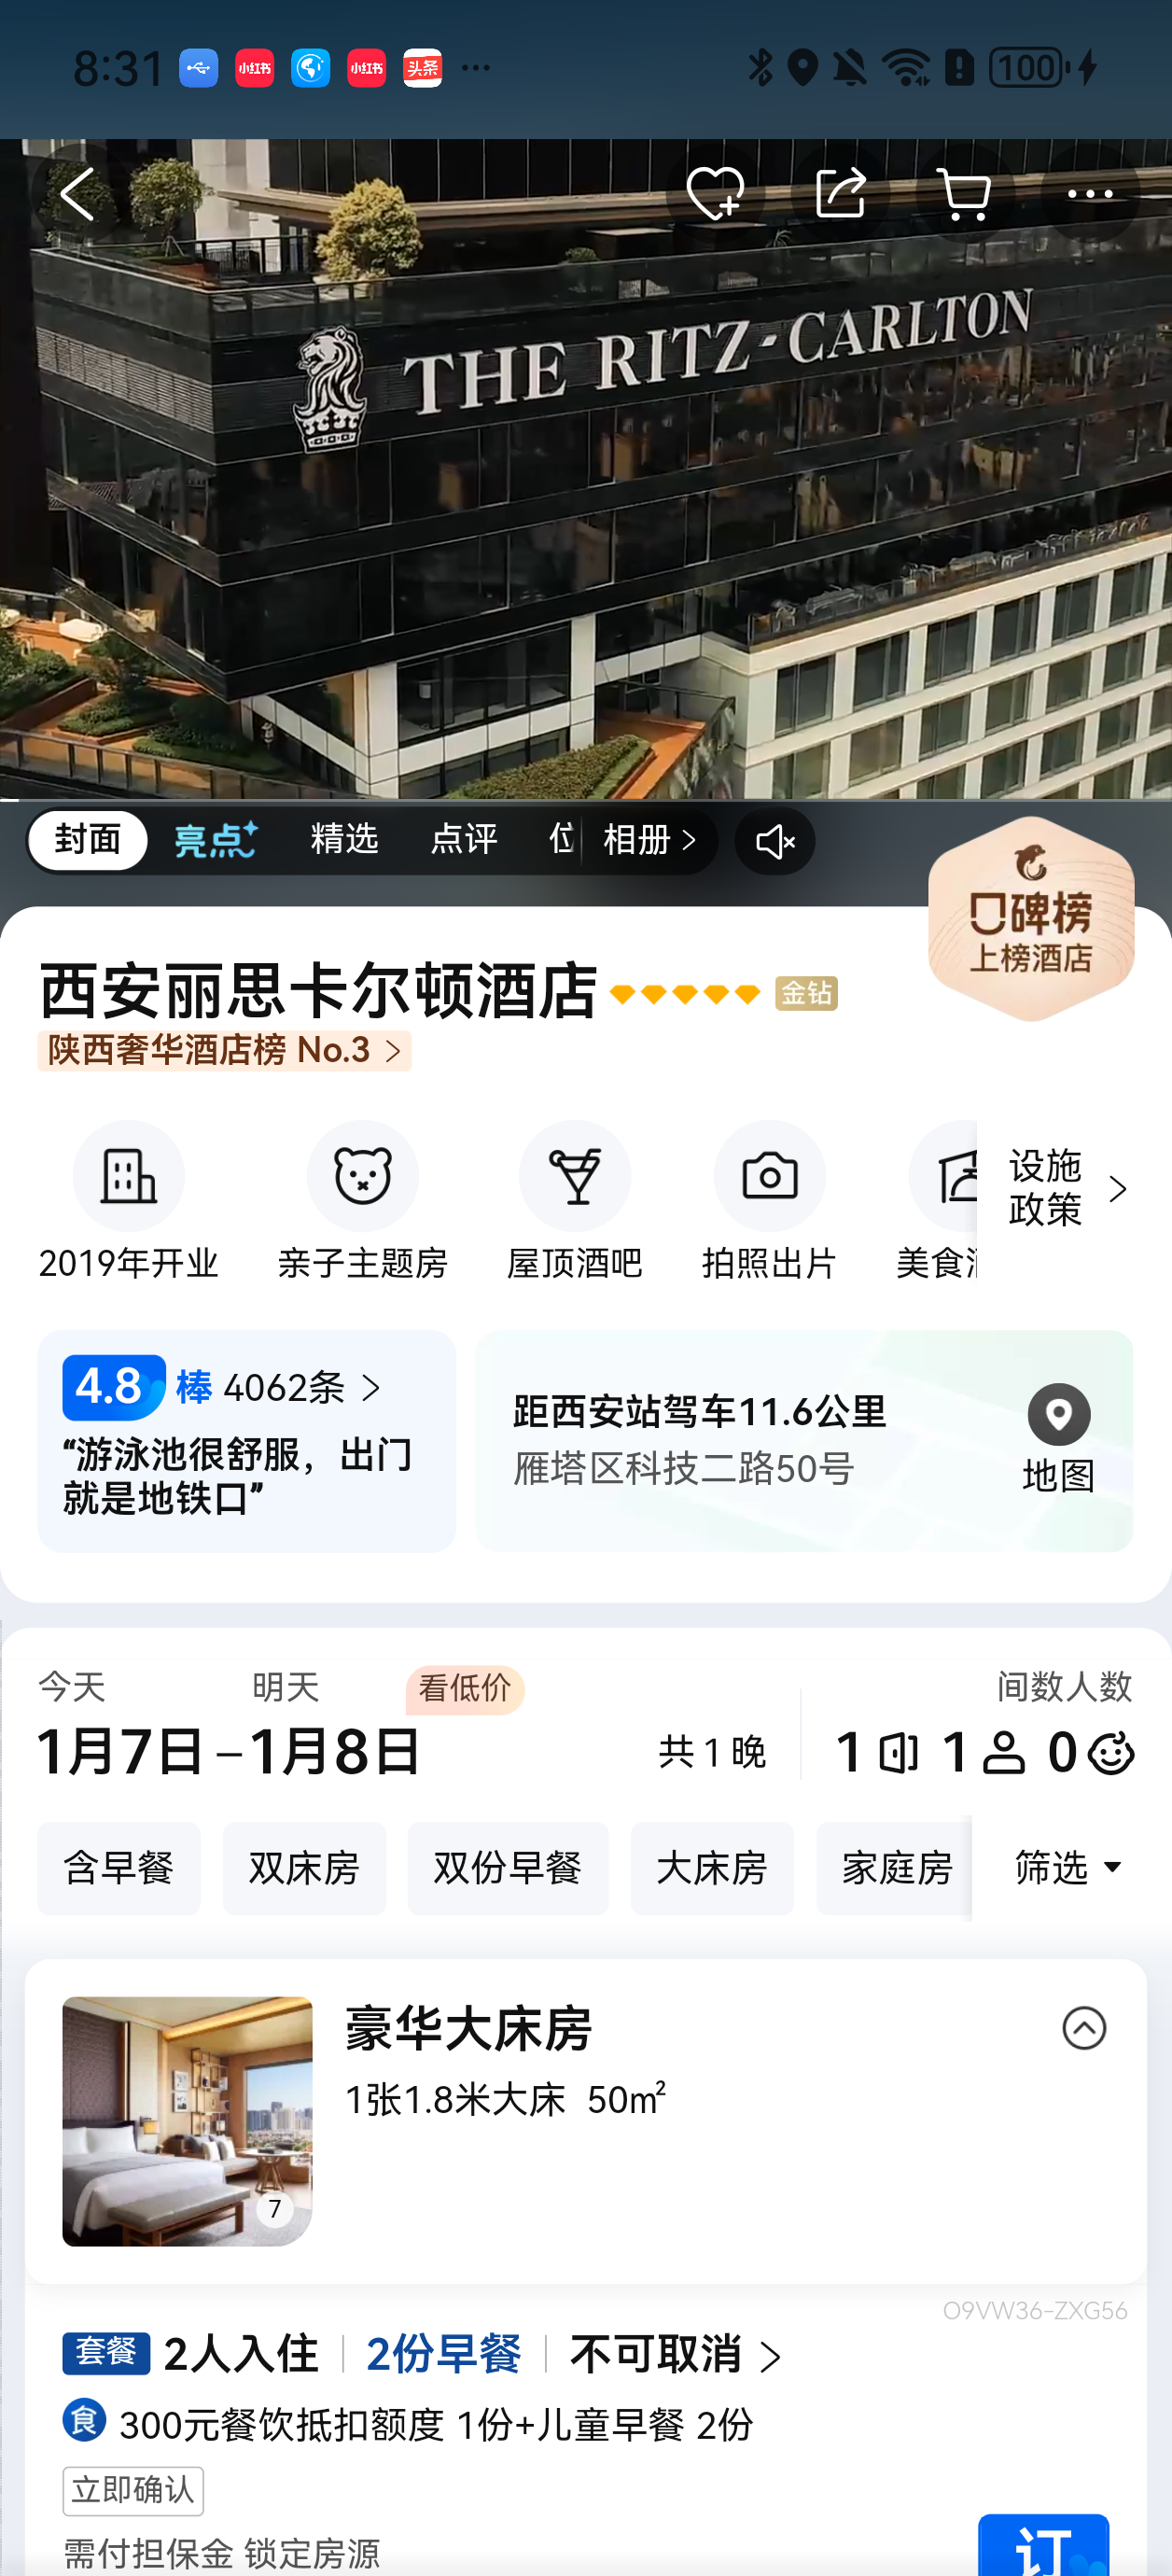 8:31 小红书 小红书 头条 ··· 100
THE RITZ-CARLTON
封面 亮点 精选 点评 相册
口碑榜
上榜酒店
西安丽思卡尔顿酒店 金钻
陕西奢华酒店榜 No.3
2019年开业 亲子主题房 屋顶酒吧 拍照出片 美食
设施
政策
4.8 棒 4062条
“游泳池很舒服，出门
就是地铁口”
距西安站驾车11.6公里
雁塔区科技二路50号
地图
今天 明天 看低价 间数人数
1月7日–1月8日 共1晚 1 1 0
含早餐 双床房 双份早餐 大床房 家庭房 筛选
豪华大床房
1张1.8米大床 50㎡
7
O9VW36-ZXG56
套餐 2人入住 2份早餐 不可取消
食 300元餐饮抵扣额度 1份+儿童早餐 2份
立即确认
需付担保金 锁定房源
订